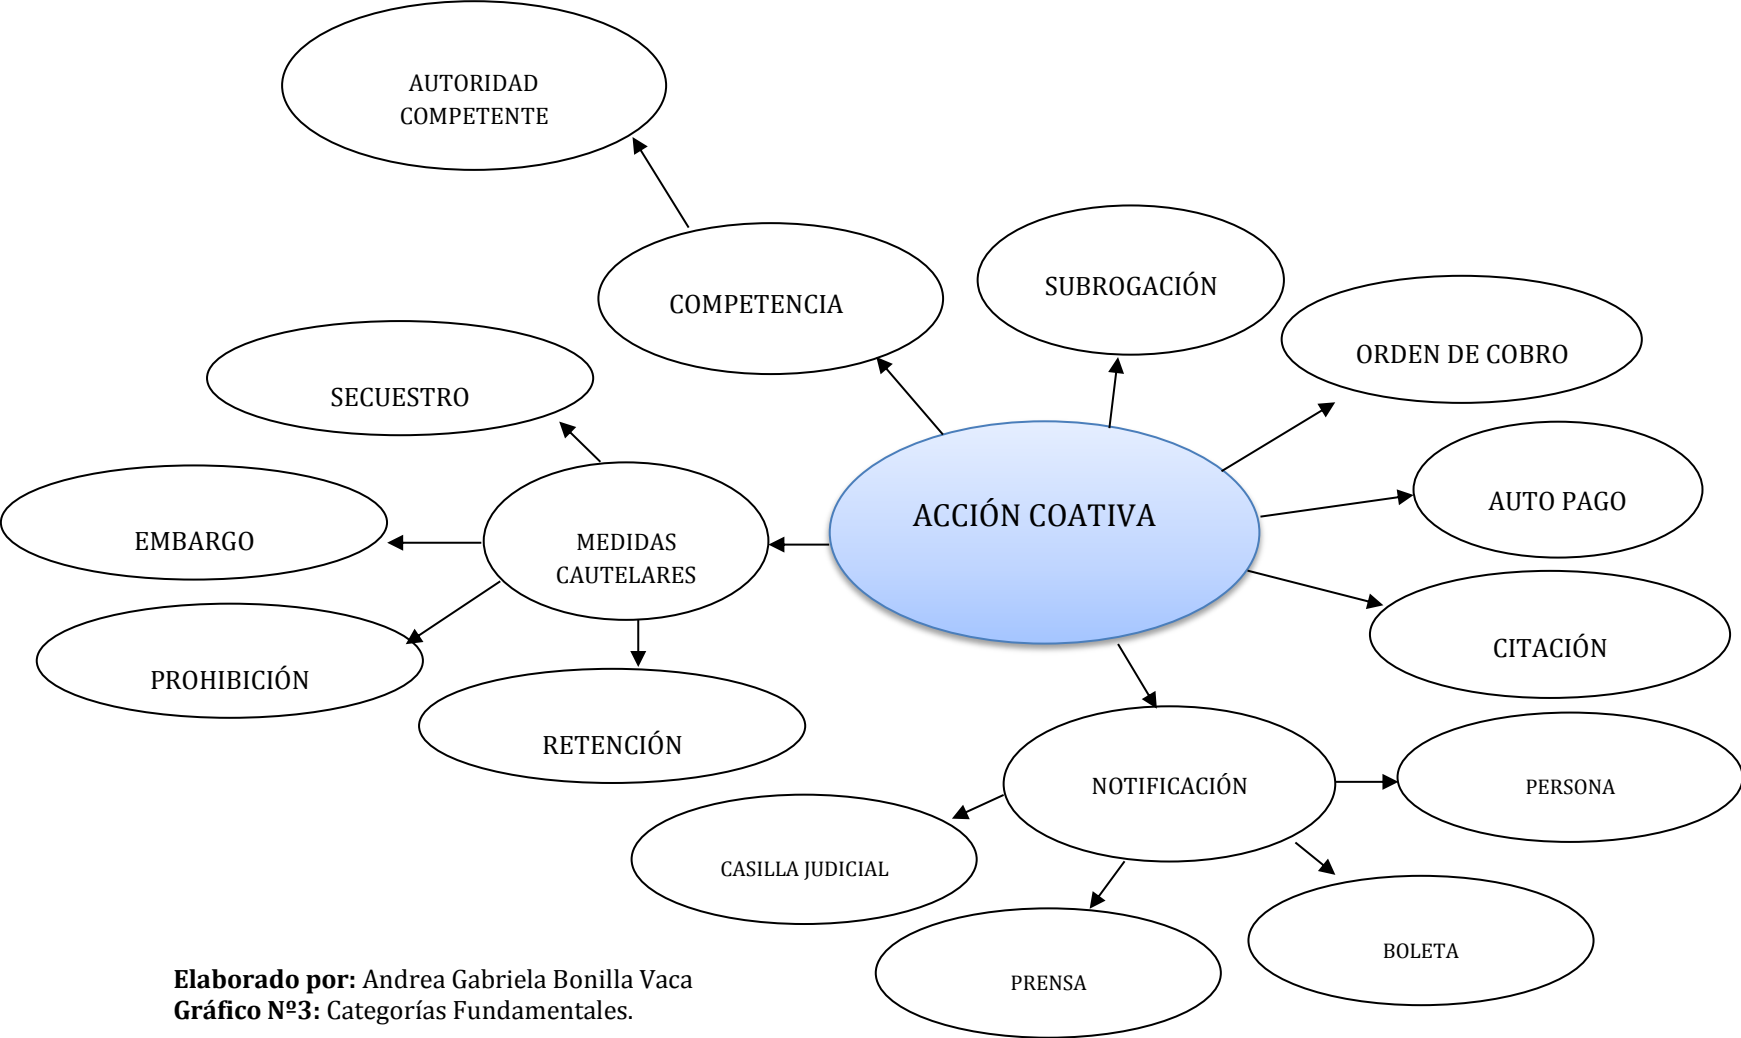 AUTORIDAD
COMPETENTE
SUBROGACIÓN
COMPETENCIA
ORDEN DE COBRO
SECUESTRO
AUTO PAGO
ACCIÓN COATIVA
EMBARGO
MEDIDAS
CAUTELARES
CITACIÓN
PROHIBICIÓN
RETENCIÓN
NOTIFICACIÓN
PERSONA
CASILLA JUDICIAL
BOLETA
PRENSA
Elaborado por: Andrea Gabriela Bonilla Vaca
Gráfico Nº3: Categorías Fundamentales.